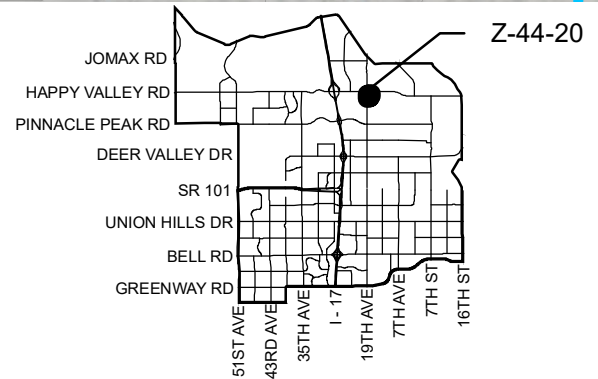 Z-44-20
JOMAX RD
HAPPY VALLEY RD
PINNACLE PEAK RD
DEER VALLEY DR
SR 101
UNION HILLS DR
BELL RD
GREENWAY RD
51ST AVE
43RD AVE
35TH AVE
I - 17
19TH AVE
7TH AVE
7TH ST
16TH ST